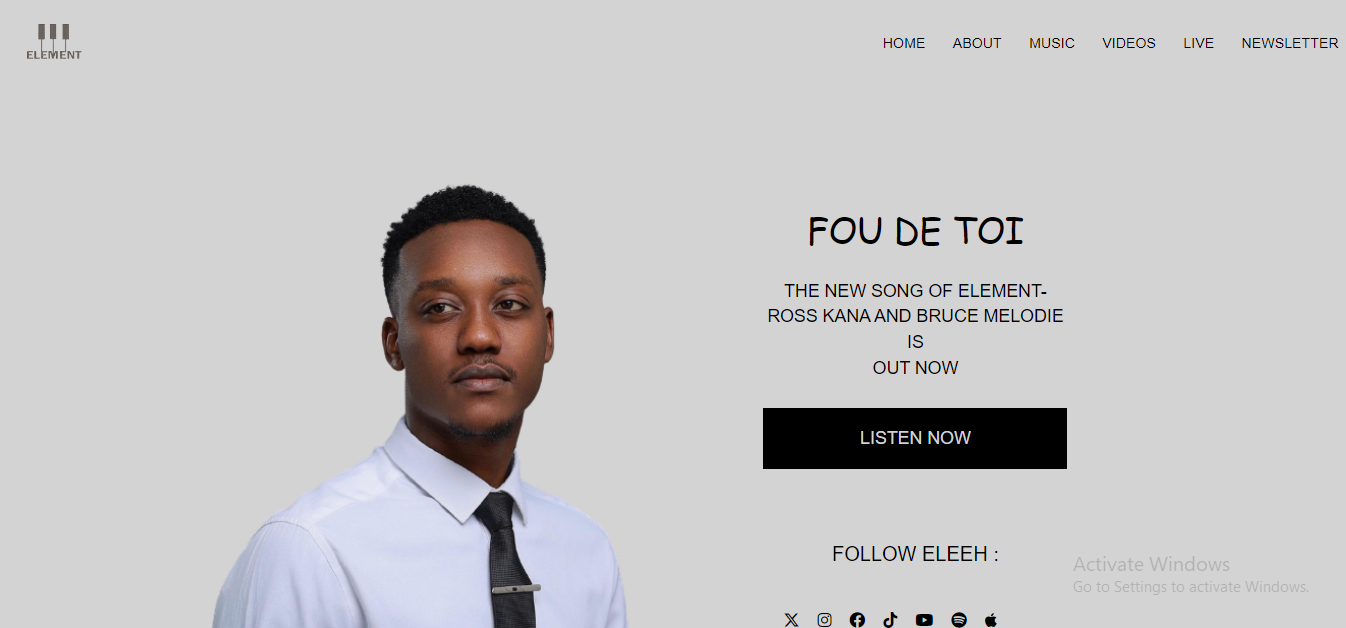 ELEMENT
HOME ABOUT MUSIC VIDEOS LIVE NEWSLETTER
FOU DE TOI
THE NEW SONG OF ELEMENT-
ROSS KANA AND BRUCE MELODIE
IS
OUT NOW
LISTEN NOW
FOLLOW ELEEH :
Activate Windows
Go to Settings to activate Windows.